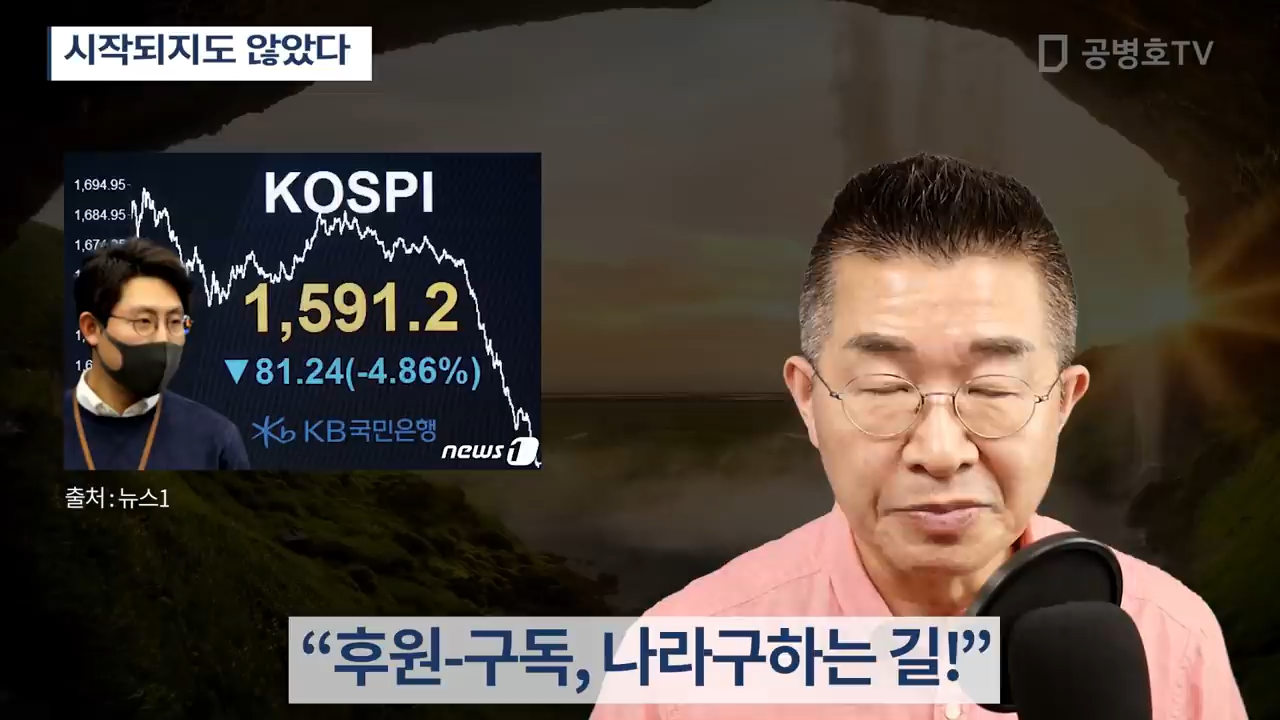 시작되지도 않았다
공병호TV
KOSPI
1,694.95
1,684.95
1,591.2
▼81.24(-4.86%)
KB국민은행
news1
출처 : 뉴스1
“후원-구독, 나라구하는 길!”